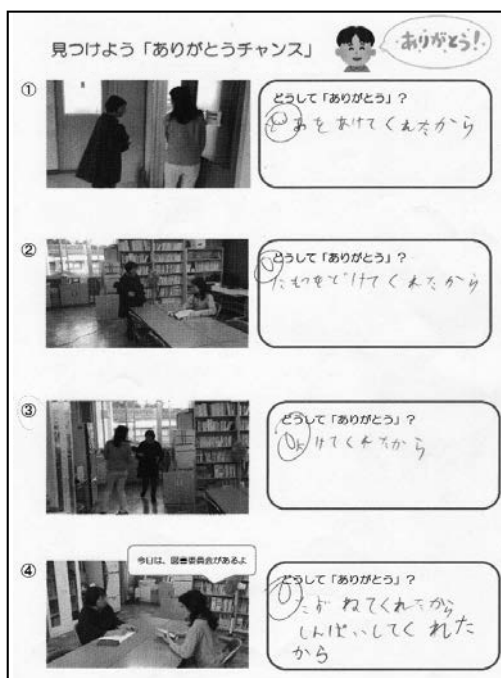 見つけよう「ありがとうチャンス」
ありがとう！
①
どうして「ありがとう」？
どあをあけてくれたから
②
どうして「ありがとう」？
をどけてくれたから
③
どうして「ありがとう」？
けてくれたから
④
今日は、図書委員会があるよ
どうして「ありがとう」？
たずねてくれたから
しんぱいしてくれた
から